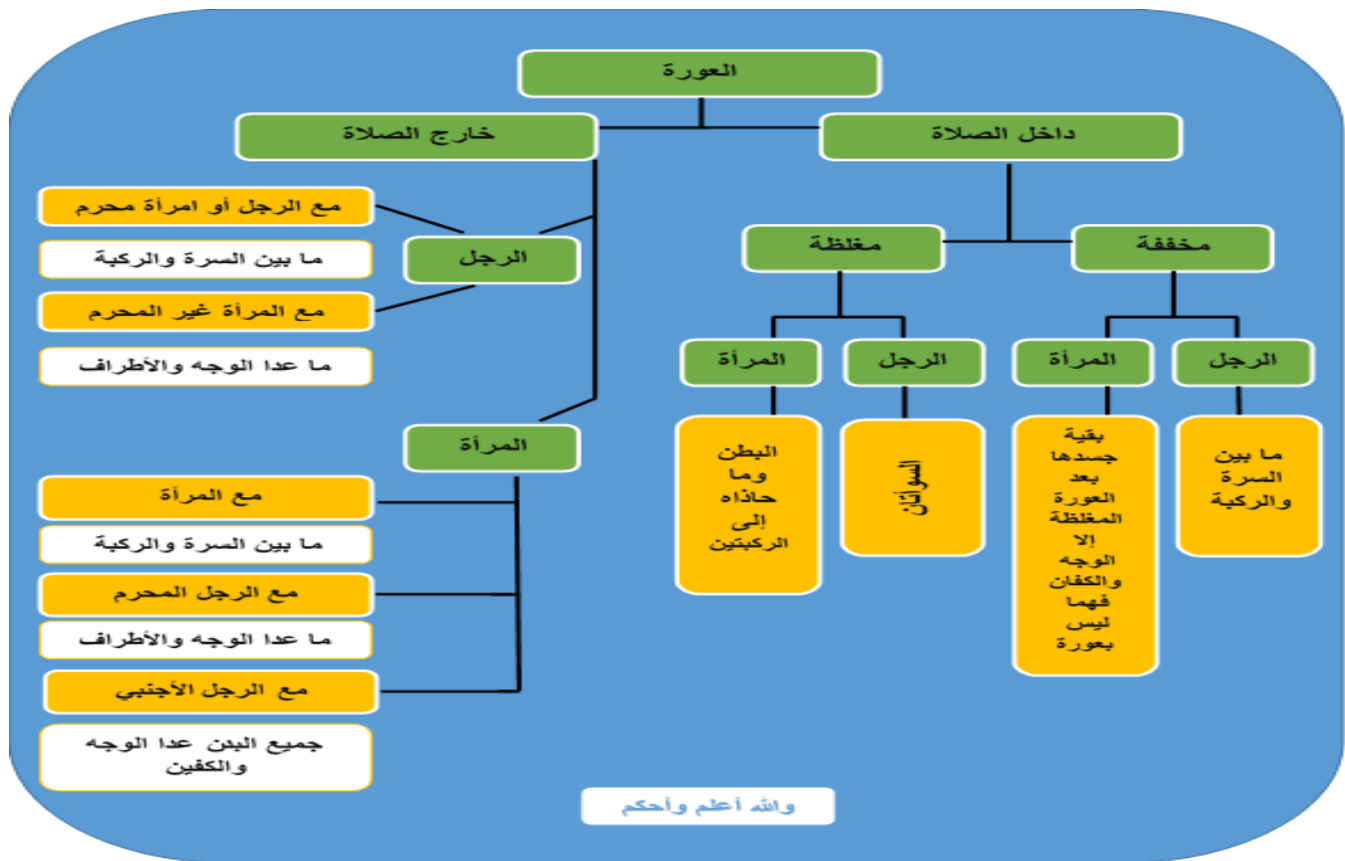 العورة
داخل الصلاة
خارج الصلاة
مخففة
مغلظة
الرجل
المرأة
الرجل
المرأة
ما بين
السرة
والركبة
بقية
جسدها
بعد
العورة
المغلظة
إلا
الوجه
والكفان
فهما
ليس
بعورة
السوأتان
البطن
وما
حاذاه
إلى
الركبتين
الرجل
مع الرجل أو امرأة محرم
ما بين السرة والركبة
مع المرأة غير المحرم
ما عدا الوجه والأطراف
المرأة
مع المرأة
ما بين السرة والركبة
مع الرجل المحرم
ما عدا الوجه والأطراف
مع الرجل الأجنبي
جميع البدن عدا الوجه
والكفين
والله أعلم وأحكم